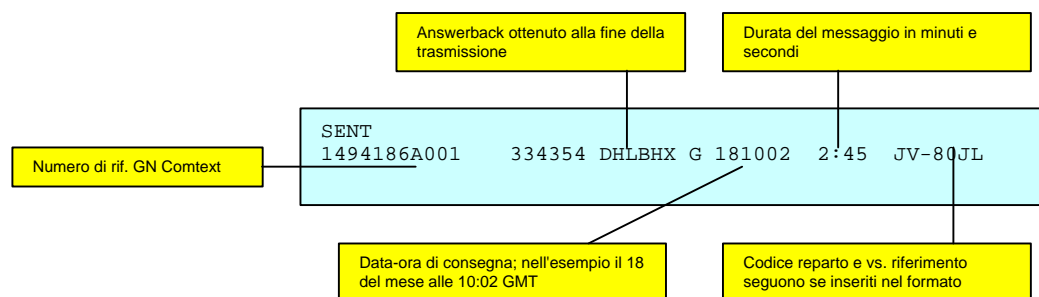 Answerback ottenuto alla fine della
trasmissione
Durata del messaggio in minuti e
secondi
SENT
1494186A001 334354 DHLBHX G 181002 2:45 JV-80JL
Numero di rif. GN Comtext
Data-ora di consegna; nell'esempio il 18
del mese alle 10:02 GMT
Codice reparto e vs. riferimento
seguono se inseriti nel formato